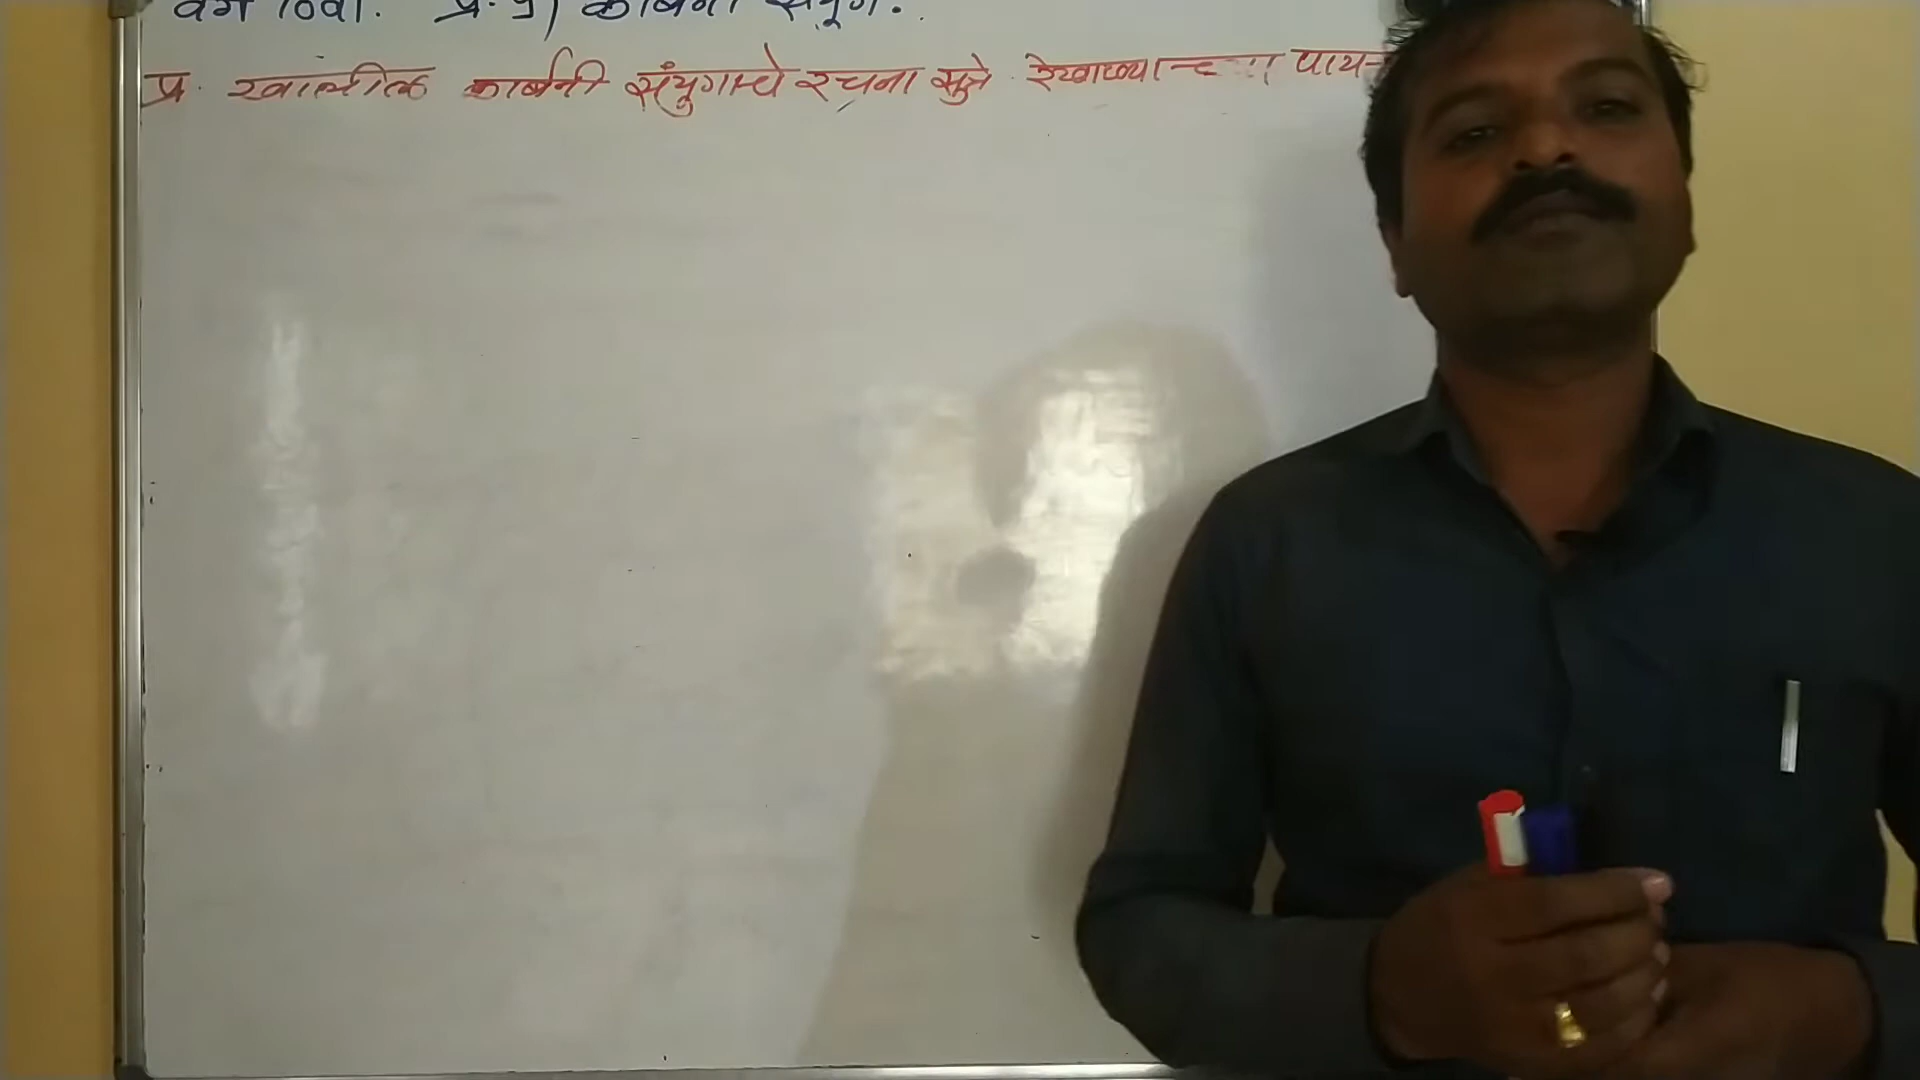 वर्ग 10वा. प्र. 9) कार्बनी संयुगे.
प्र. खालील कार्बनी संयुगाचे रचना सुत्रे रेखाण्याच्या